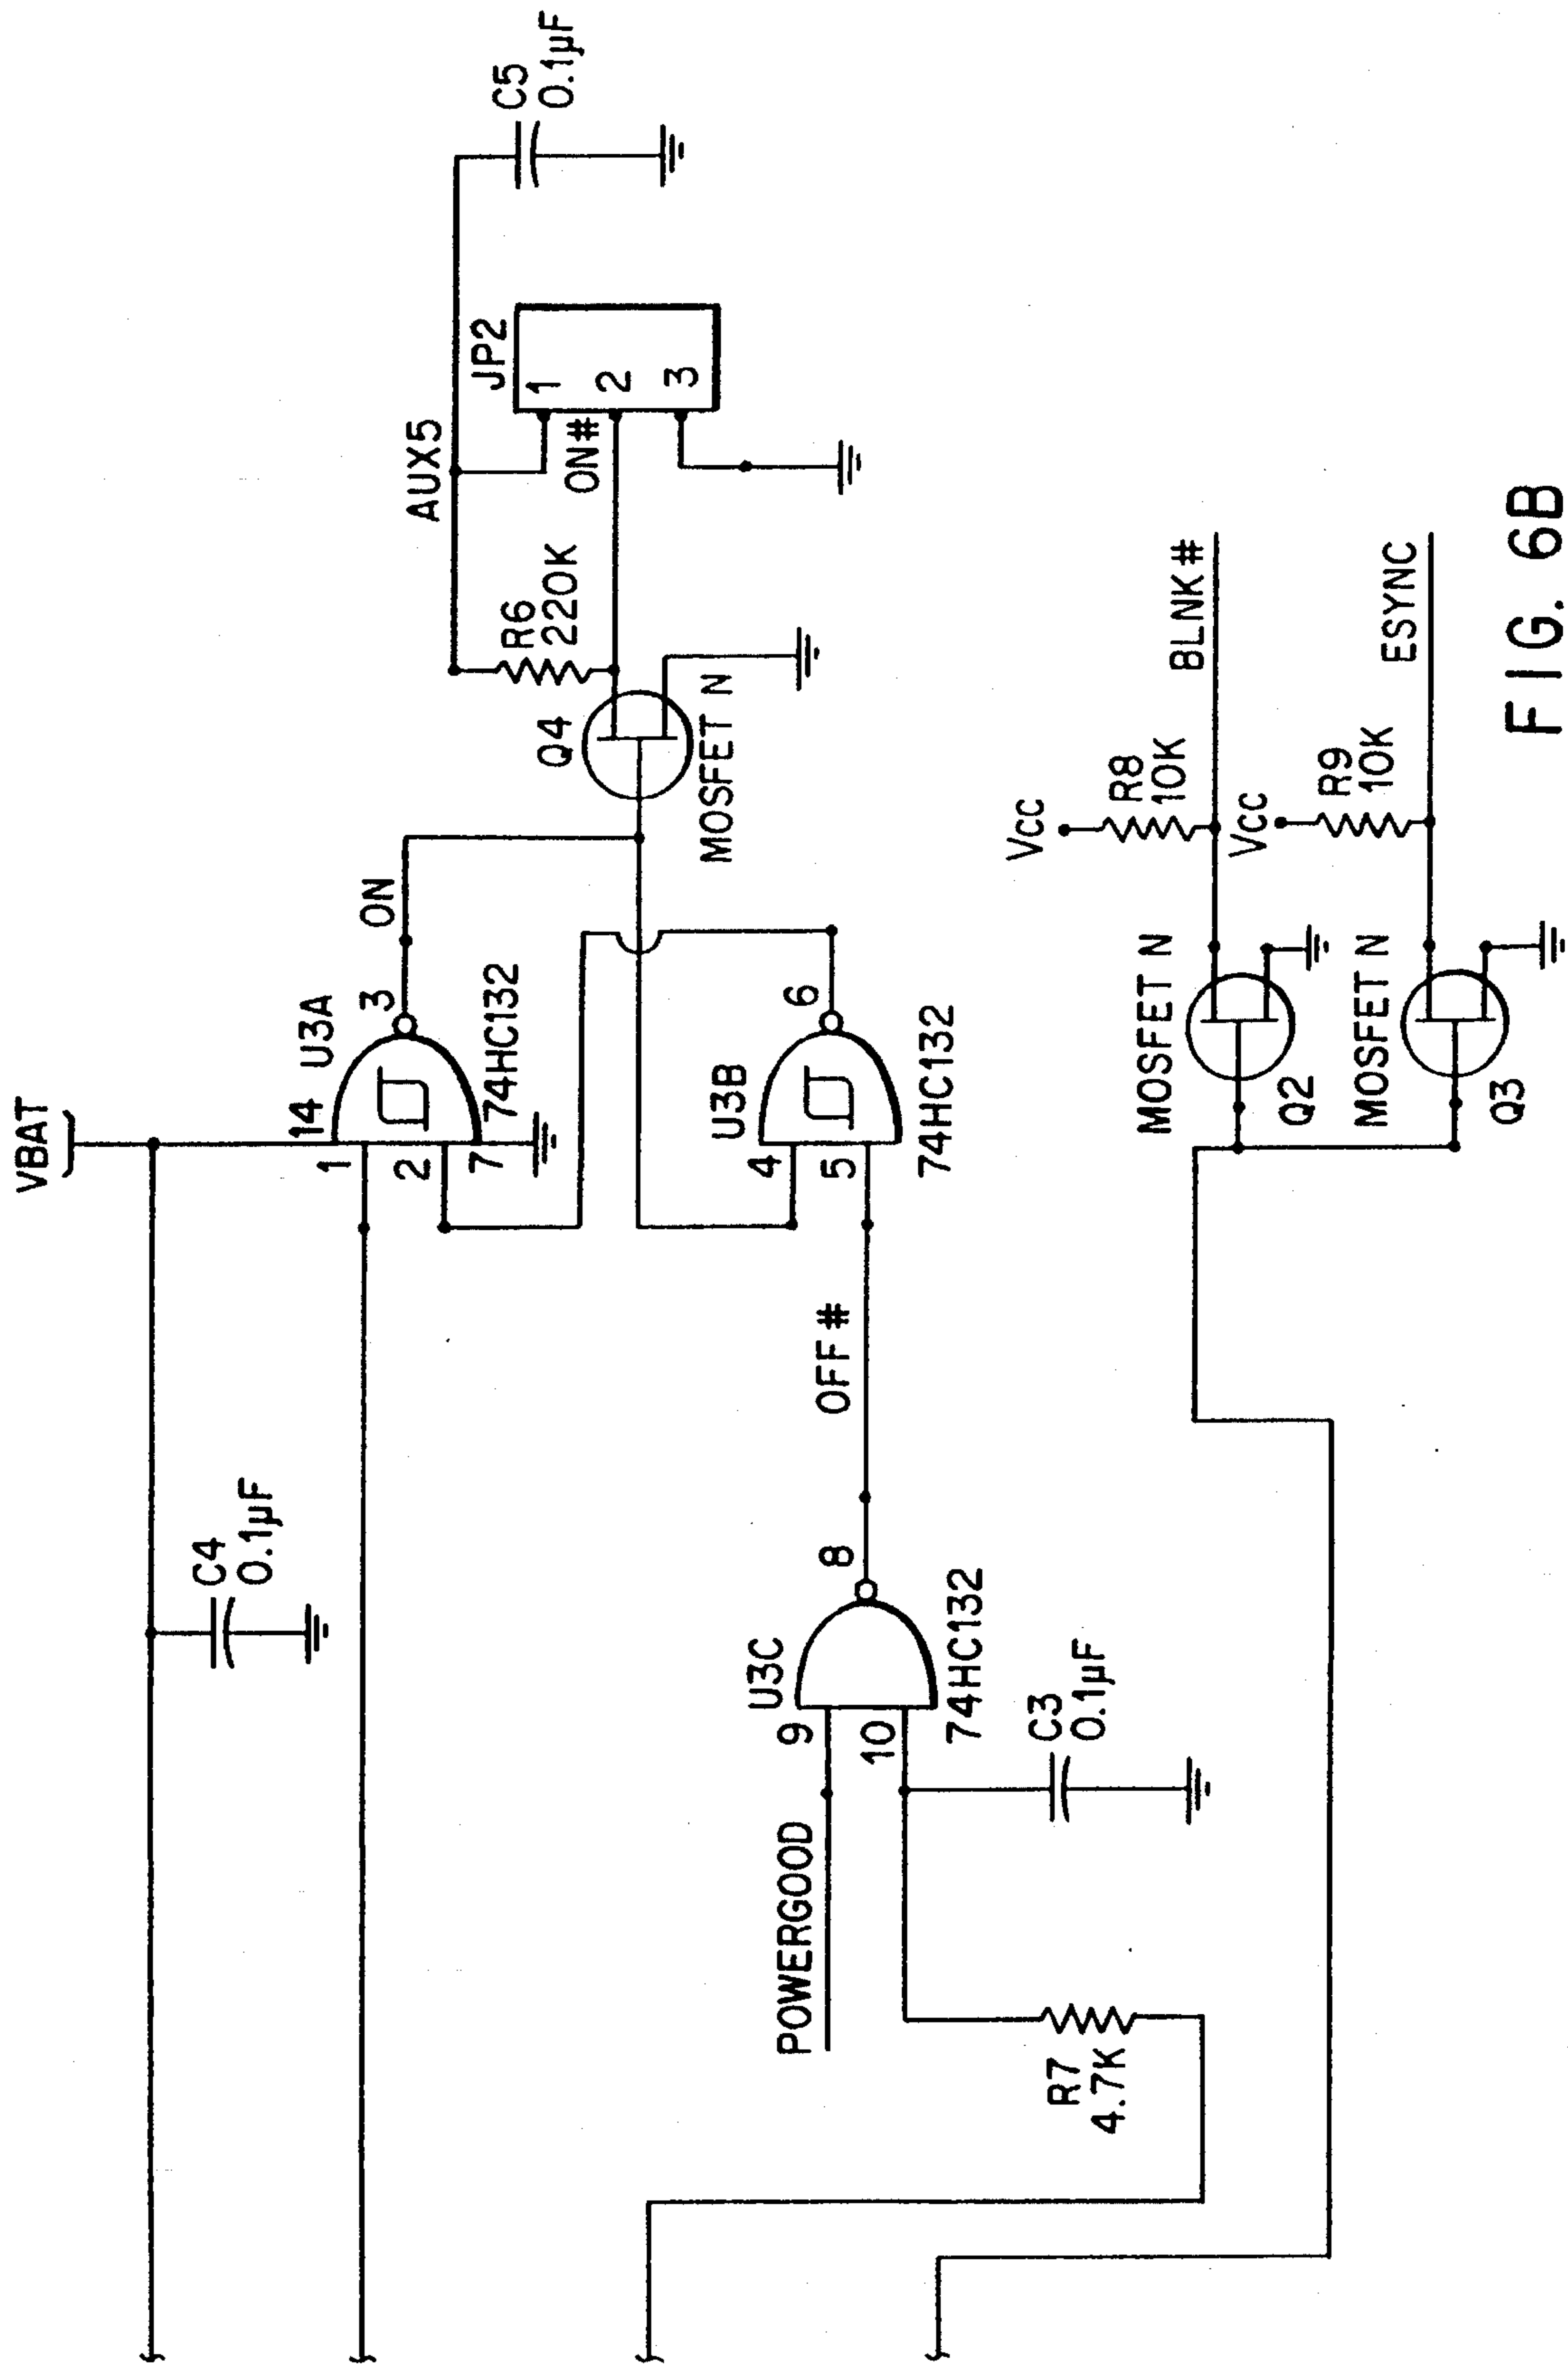 VBAT
C4
0.1µF
14
U3A
1
2
7
3
74HC132
ON
AUX5
C5
0.1µF
R6
220K
JP2
1
ON#
2
3
Q4
MOSFET N
U3B
4
5
6
74HC132
OFF#
U3C
9
10
8
74HC132
POWERGOOD
C3
0.1µF
R7
4.7K
MOSFET N
Q2
VCC
R8
10K
BLNK#
MOSFET N
Q3
VCC
R9
10K
ESYNC
FIG. 6B